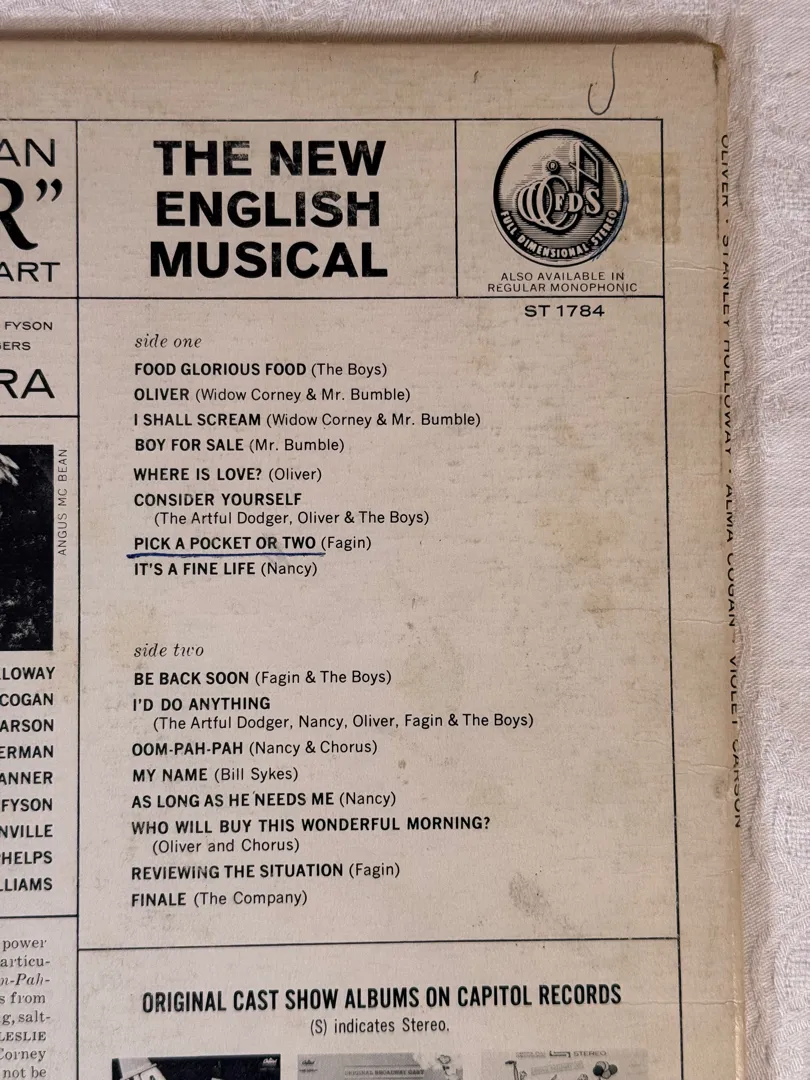 AN
R”
ART
FYSON
ERS
RA
ANGUS MC BEAN
LLOWAY
COGAN
ARSON
ERMAN
ANNER
FYSON
NVILLE
HELPS
LLIAMS
power
articu-
n-Pah-
s from
g, salt-
LESLIE
Corney
not be
THE NEW
ENGLISH
MUSICAL
FDS
FULL DIMENSIONAL STEREO
ALSO AVAILABLE IN
REGULAR MONOPHONIC
ST 1784
side one
FOOD GLORIOUS FOOD (The Boys)
OLIVER (Widow Corney & Mr. Bumble)
I SHALL SCREAM (Widow Corney & Mr. Bumble)
BOY FOR SALE (Mr. Bumble)
WHERE IS LOVE? (Oliver)
CONSIDER YOURSELF
(The Artful Dodger, Oliver & The Boys)
PICK A POCKET OR TWO (Fagin)
IT'S A FINE LIFE (Nancy)
side two
BE BACK SOON (Fagin & The Boys)
I'D DO ANYTHING
(The Artful Dodger, Nancy, Oliver, Fagin & The Boys)
OOM-PAH-PAH (Nancy & Chorus)
MY NAME (Bill Sykes)
AS LONG AS HE NEEDS ME (Nancy)
WHO WILL BUY THIS WONDERFUL MORNING?
(Oliver and Chorus)
REVIEWING THE SITUATION (Fagin)
FINALE (The Company)
ORIGINAL CAST SHOW ALBUMS ON CAPITOL RECORDS
(S) indicates Stereo.
ORIGINAL BROADWAY CAST
STEREO
OLIVER · STANLEY HOLLOWAY · ALMA COGAN · VIOLET CARSON